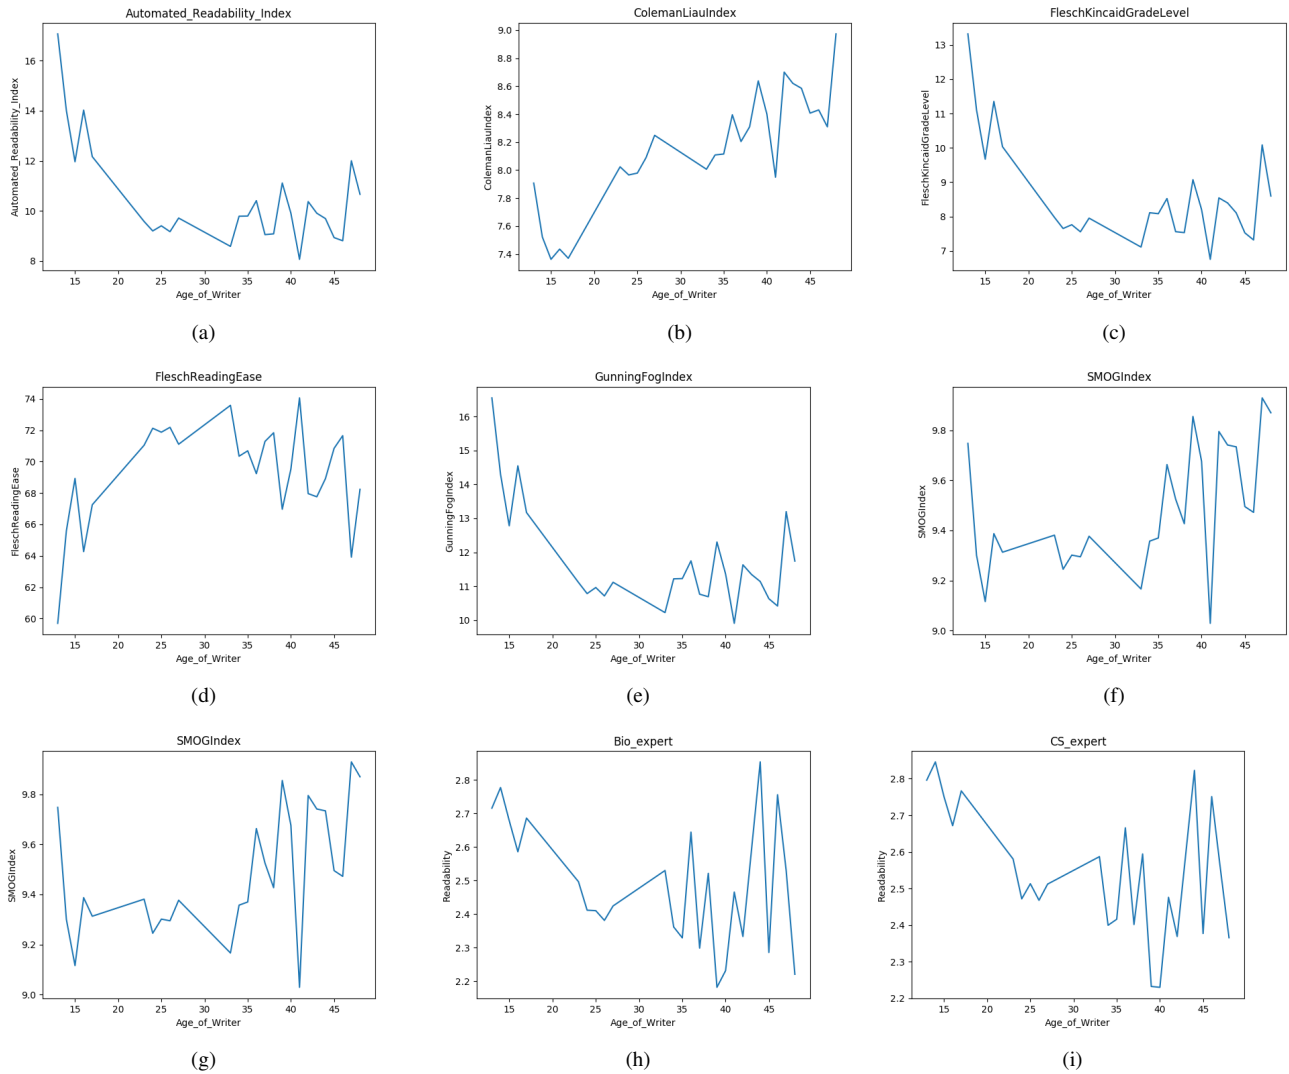 Automated_Readability_Index
Automated_Readability_Index
16
14
12
10
8
15 20 25 30 35 40 45
Age_of_Writer
(a)
ColemanLiauIndex
ColemanLiauIndex
9.0
8.8
8.6
8.4
8.2
8.0
7.8
7.6
7.4
15 20 25 30 35 40 45
Age_of_Writer
(b)
FleschKincaidGradeLevel
FleschKincaidGradeLevel
13
12
11
10
9
8
7
15 20 25 30 35 40 45
Age_of_Writer
(c)
FleschReadingEase
FleschReadingEase
74
72
70
68
66
64
62
60
15 20 25 30 35 40 45
Age_of_Writer
(d)
GunningFogIndex
GunningFogIndex
16
15
14
13
12
11
10
15 20 25 30 35 40 45
Age_of_Writer
(e)
SMOGIndex
SMOGIndex
9.8
9.6
9.4
9.2
9.0
15 20 25 30 35 40 45
Age_of_Writer
(f)
SMOGIndex
SMOGIndex
9.8
9.6
9.4
9.2
9.0
15 20 25 30 35 40 45
Age_of_Writer
(g)
Bio_expert
Readability
2.8
2.7
2.6
2.5
2.4
2.3
2.2
15 20 25 30 35 40 45
Age_of_Writer
(h)
CS_expert
Readability
2.8
2.7
2.6
2.5
2.4
2.3
2.2
15 20 25 30 35 40 45
Age_of_Writer
(i)